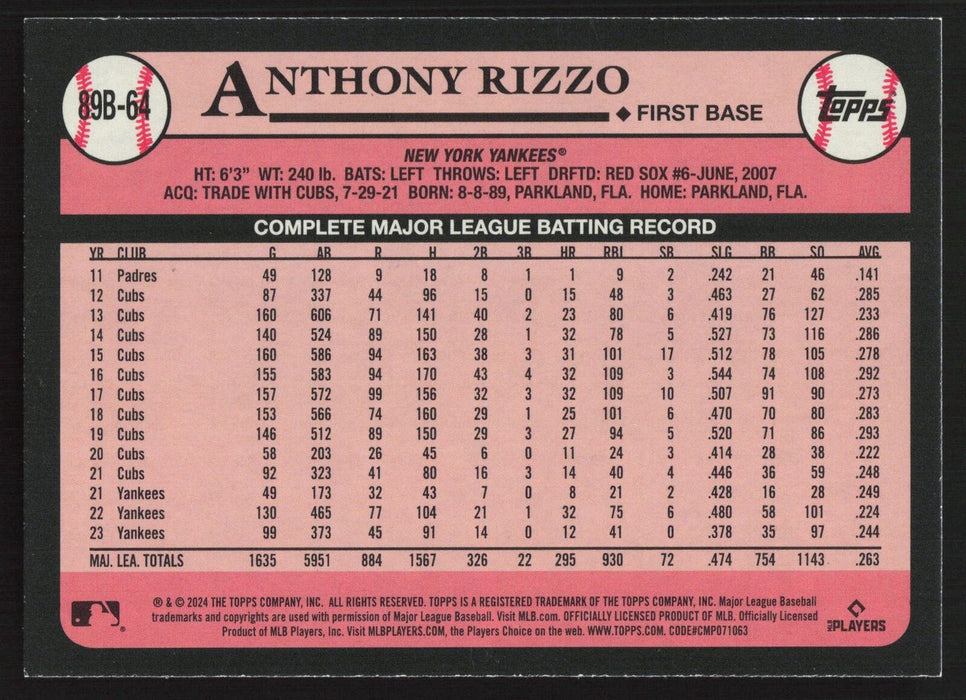 89B-64
ANTHONY RIZZO
◆ FIRST BASE
Topps
NEW YORK YANKEES®
HT: 6'3" WT: 240 lb. BATS: LEFT THROWS: LEFT DRFTD: RED SOX #6-JUNE, 2007
ACQ: TRADE WITH CUBS, 7-29-21 BORN: 8-8-89, PARKLAND, FLA. HOME: PARKLAND, FLA.
COMPLETE MAJOR LEAGUE BATTING RECORD
YR CLUB G AB R H 2B 3B HR RBI SB SLG BB SO AVG
11 Padres 49 128 9 18 8 1 1 9 2 .242 21 46 .141
12 Cubs 87 337 44 96 15 0 15 48 3 .463 27 62 .285
13 Cubs 160 606 71 141 40 2 23 80 6 .419 76 127 .233
14 Cubs 140 524 89 150 28 1 32 78 5 .527 73 116 .286
15 Cubs 160 586 94 163 38 3 31 101 17 .512 78 105 .278
16 Cubs 155 583 94 170 43 4 32 109 3 .544 74 108 .292
17 Cubs 157 572 99 156 32 3 32 109 10 .507 91 90 .273
18 Cubs 153 566 74 160 29 1 25 101 6 .470 70 80 .283
19 Cubs 146 512 89 150 29 3 27 94 5 .520 71 86 .293
20 Cubs 58 203 26 45 6 0 11 24 3 .414 28 38 .222
21 Cubs 92 323 41 80 16 3 14 40 4 .446 36 59 .248
21 Yankees 49 173 32 43 7 0 8 21 2 .428 16 28 .249
22 Yankees 130 465 77 104 21 1 32 75 6 .480 58 101 .224
23 Yankees 99 373 45 91 14 0 12 41 0 .378 35 97 .244
MAJ. LEA. TOTALS 1635 5951 884 1567 326 22 295 930 72 .474 754 1143 .263
® & © 2024 THE TOPPS COMPANY, INC. ALL RIGHTS RESERVED. TOPPS IS A REGISTERED TRADEMARK OF THE TOPPS COMPANY, INC. Major League Baseball
trademarks and copyrights are used with permission of Major League Baseball. Visit MLB.com. OFFICIALLY LICENSED PRODUCT OF MLB. Officially Licensed
Product of MLB Players, Inc. Visit MLBPLAYERS.COM, the Players Choice on the web. WWW.TOPPS.COM. CODE#CMP071063
®
MLB PLAYERS